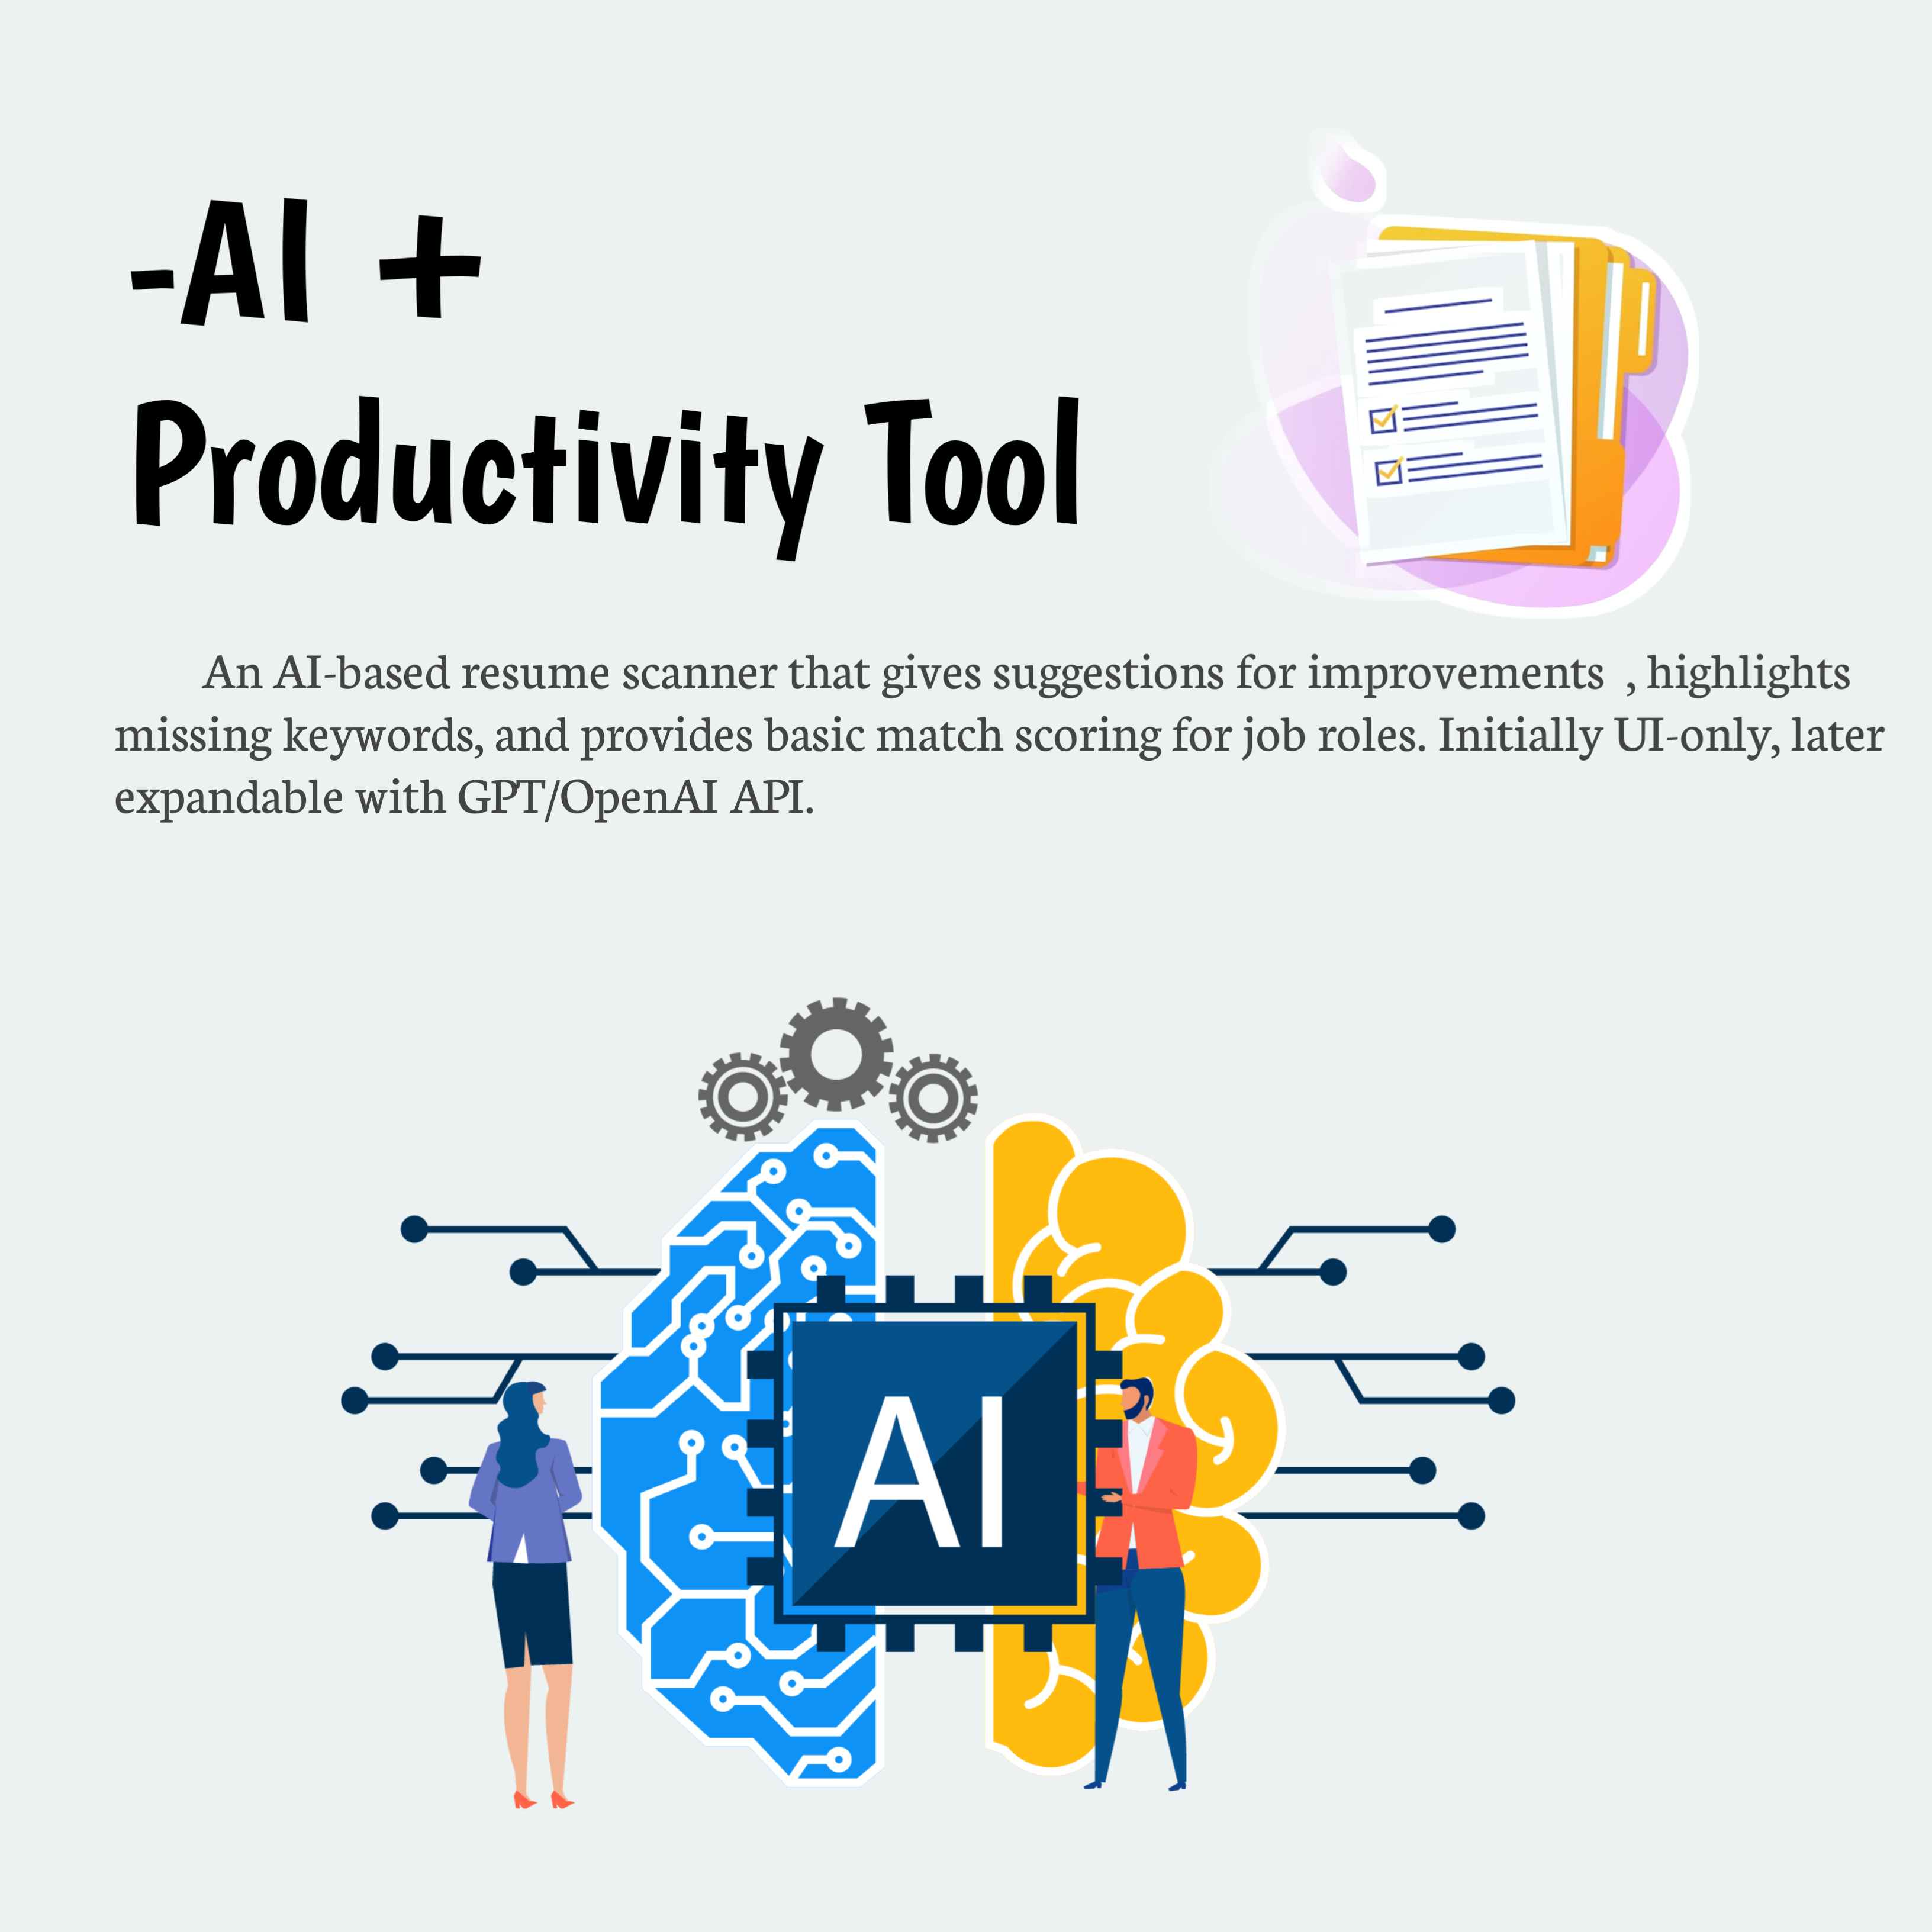 -AI +
Productivity Tool
An AI-based resume scanner that gives suggestions for improvements  , highlights
missing keywords, and provides basic match scoring for job roles. Initially UI-only, later
expandable with GPT/OpenAI API.
AI